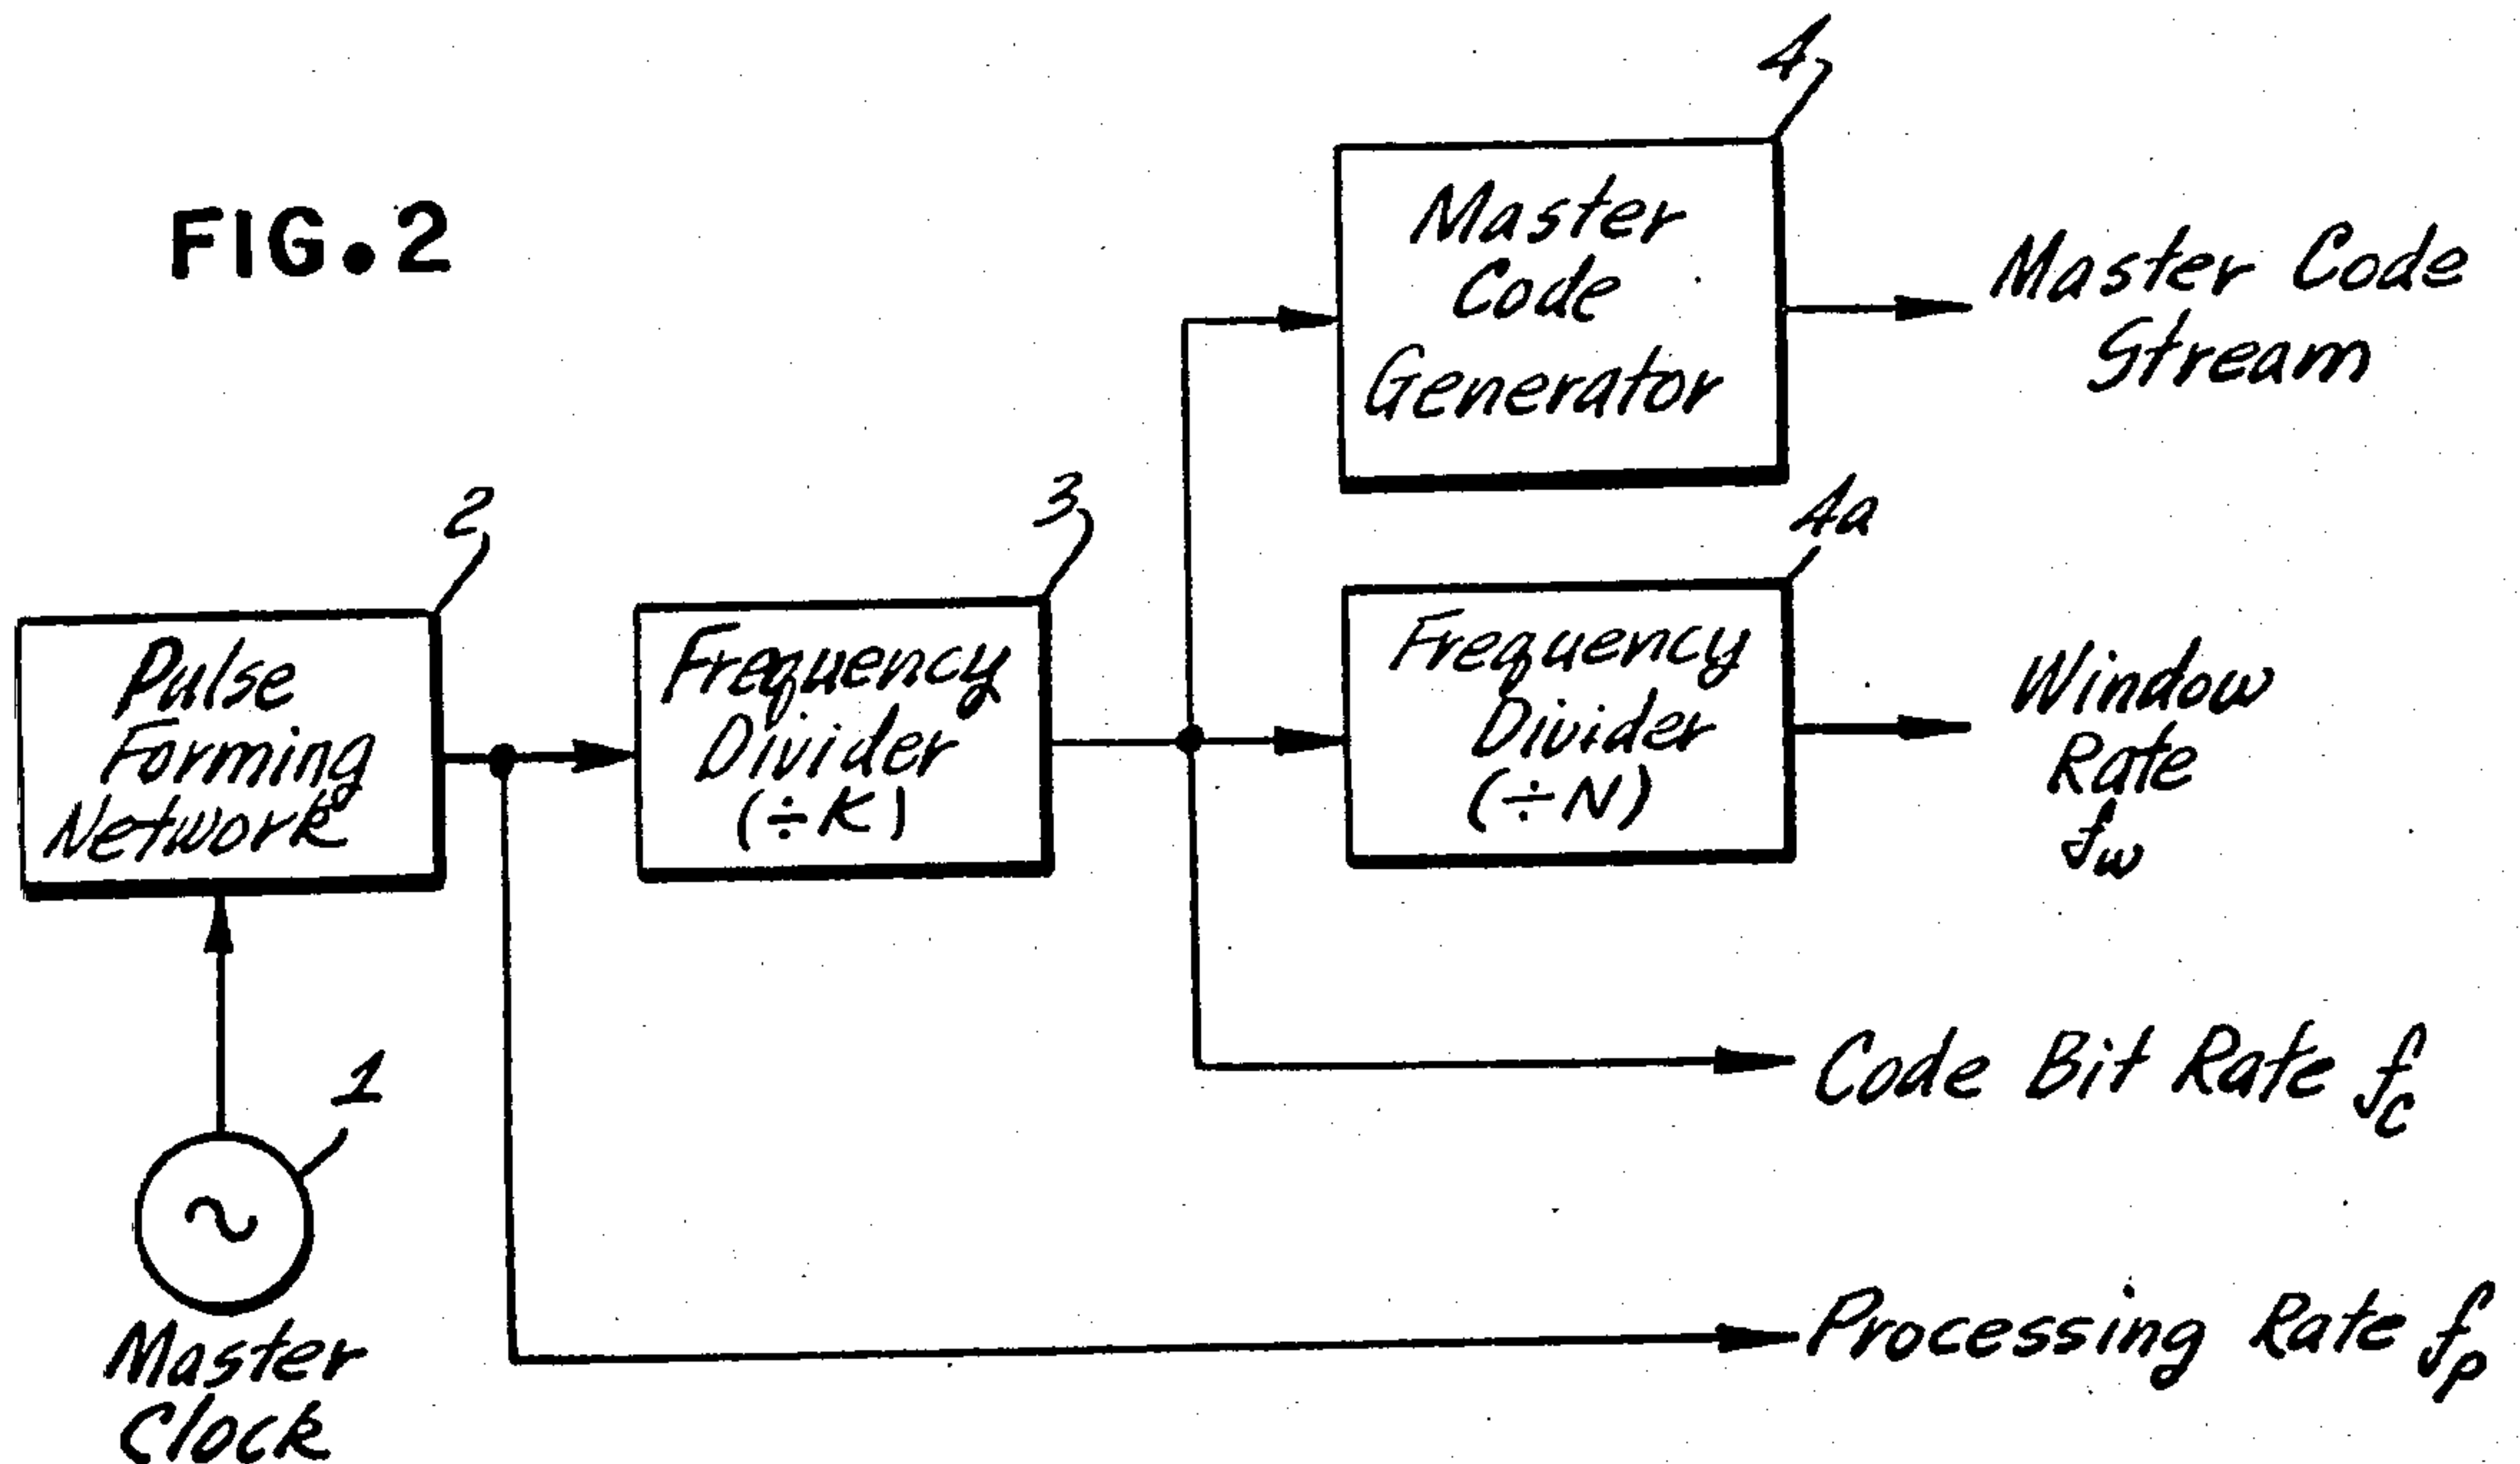 FIG.2
4
Master
Code
Generator
Master Code
Stream
2
Pulse
Forming
Network
3
Frequency
Divider
(÷K)
4a
Frequency
Divider
(÷N)
Window
Rate
fw
Code Bit Rate fc
1
Master
Clock
Processing Rate fp